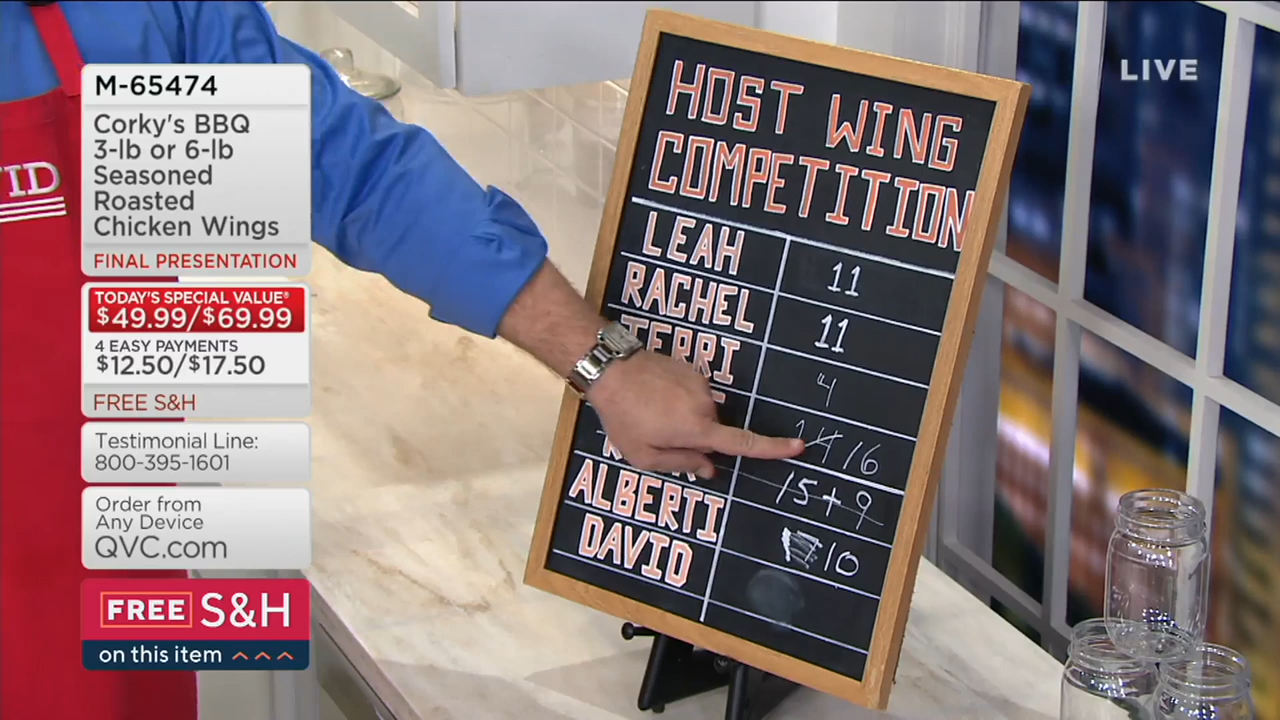 M-65474
Corky's BBQ
3-lb or 6-lb
Seasoned
Roasted
Chicken Wings
FINAL PRESENTATION
TODAY'S SPECIAL VALUE®
$49.99/$69.99
4 EASY PAYMENTS
$12.50/$17.50
FREE S&H
Testimonial Line:
800-395-1601
Order from
Any Device
QVC.com
FREE S&H
on this item
VID
HOST WING
COMPETITION
LEAH 11
RACHEL 11
TERRI 4
14 16
15+9
ALBERTI 10
DAVID
LIVE